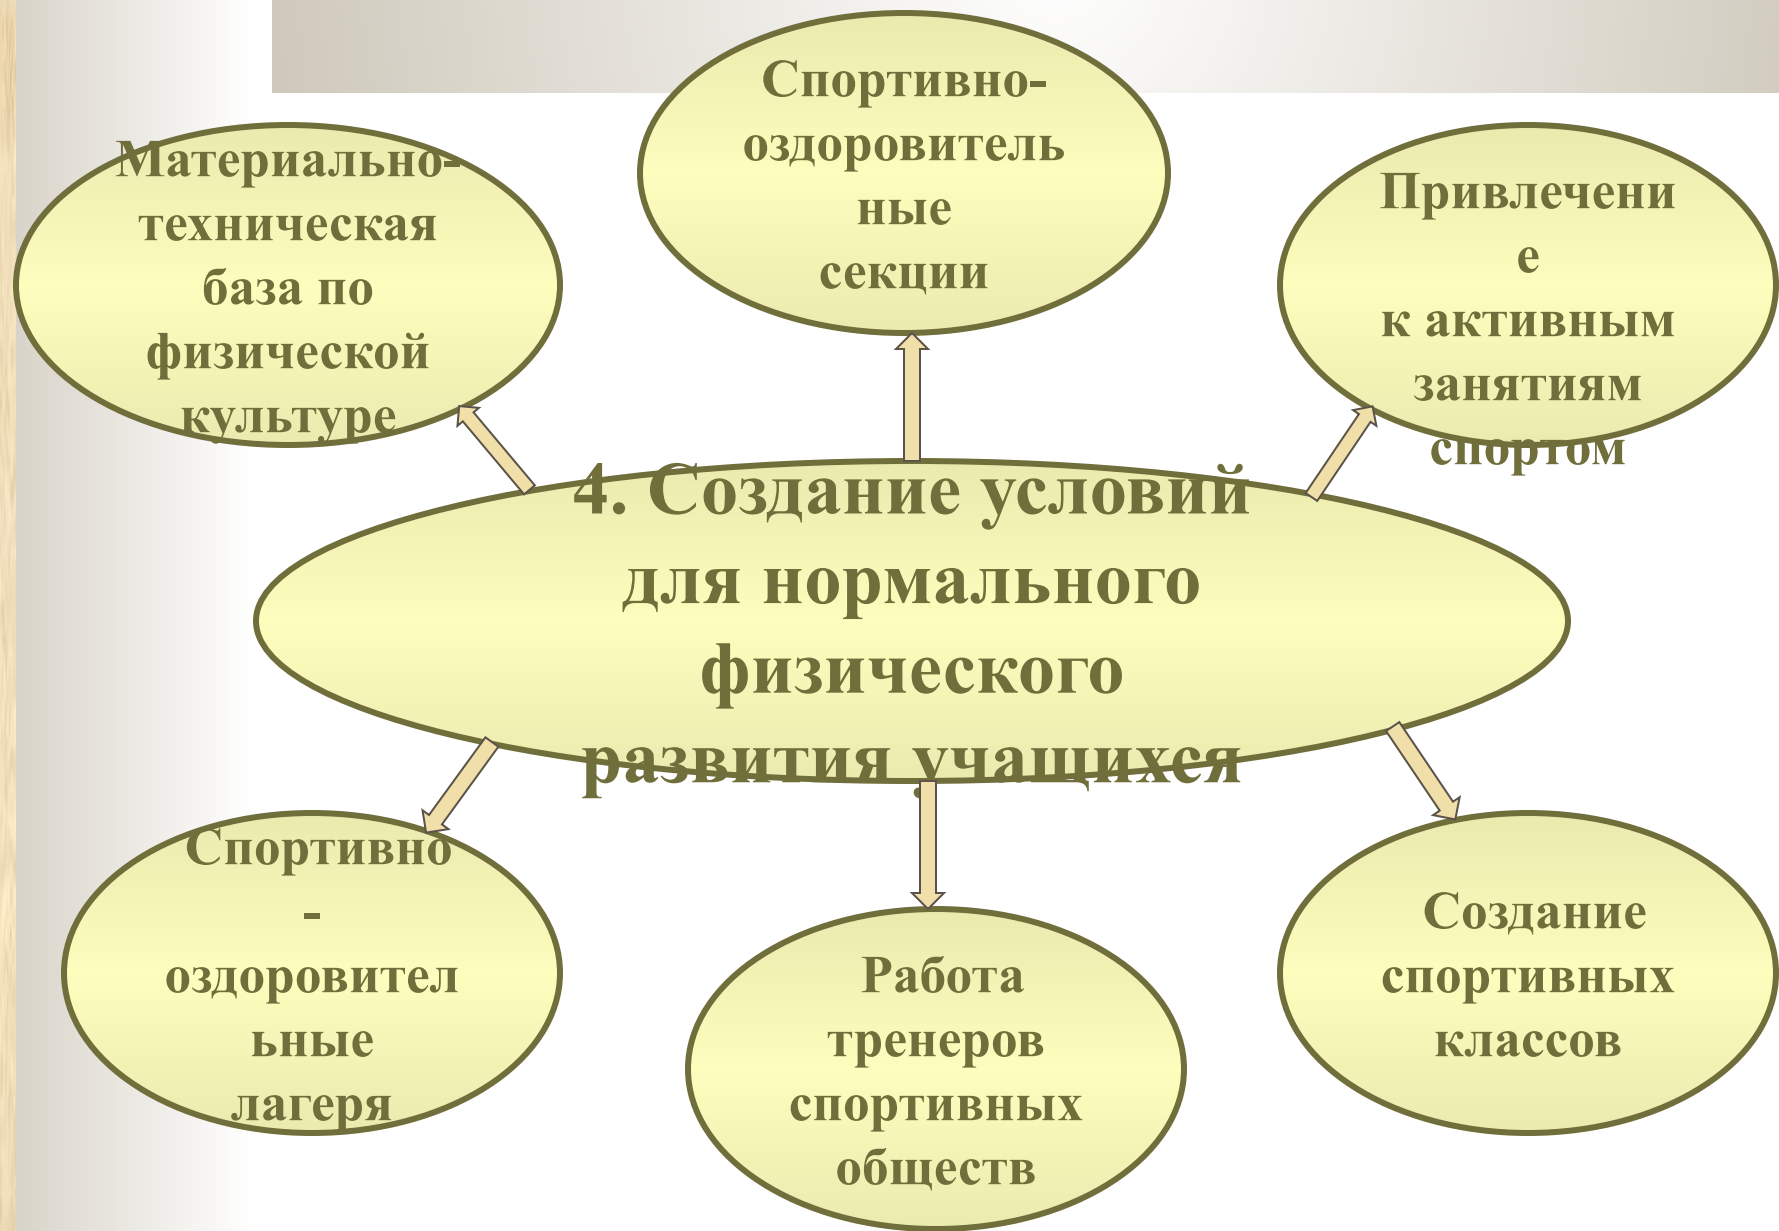 Спортивно-
оздоровитель
ные
секции
Материально-
техническая
база по
физической
культуре
Привлечени
е
к активным
занятиям
спортом
4. Создание условий
для нормального
физического
развития учащихся
Спортивно
-
оздоровител
ьные
лагеря
Работа
тренеров
спортивных
обществ
Создание
спортивных
классов